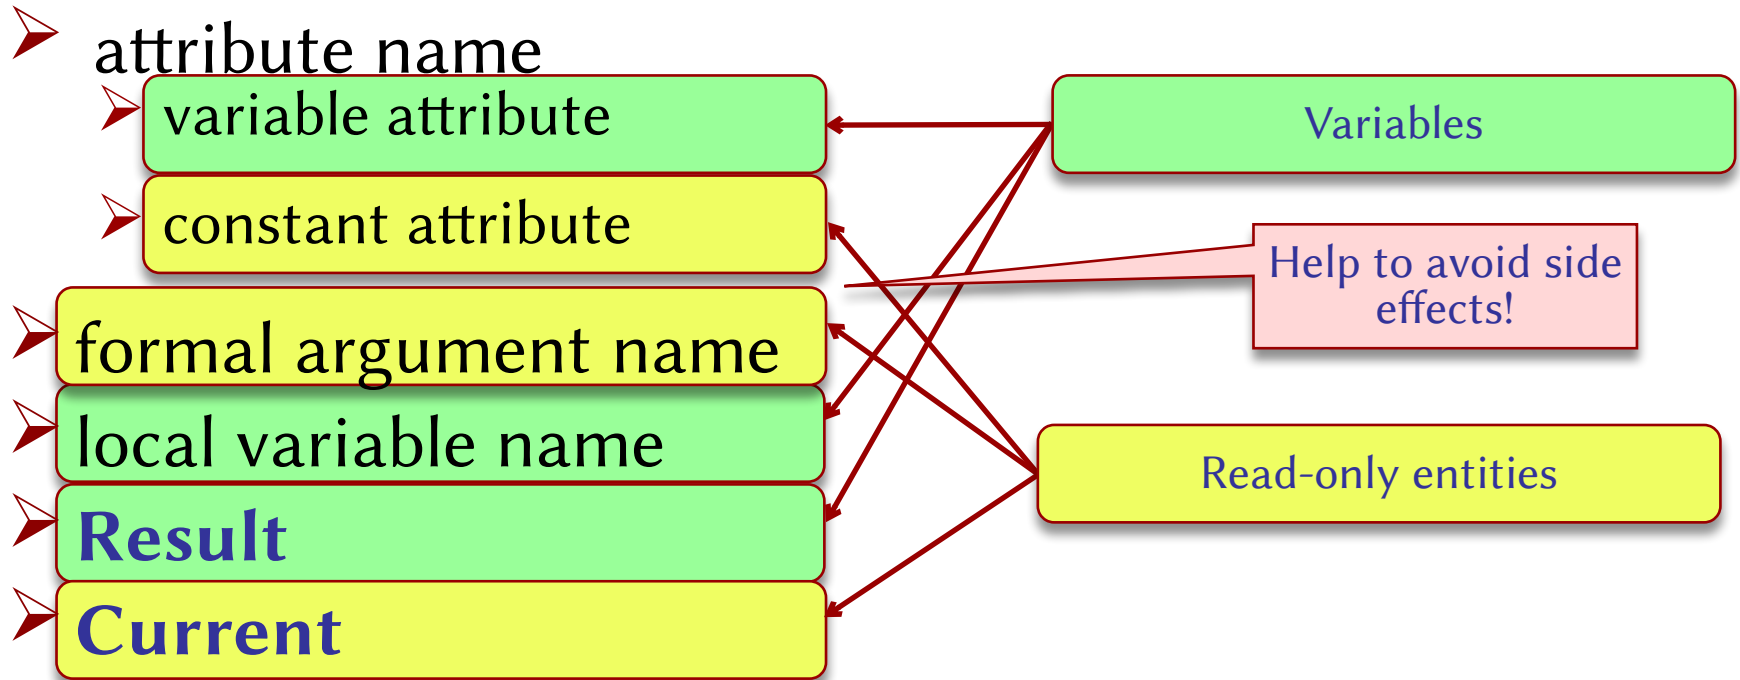 attribute name
variable attribute
constant attribute
formal argument name
local variable name
Result
Current
Variables
Help to avoid side
effects!
Read-only entities